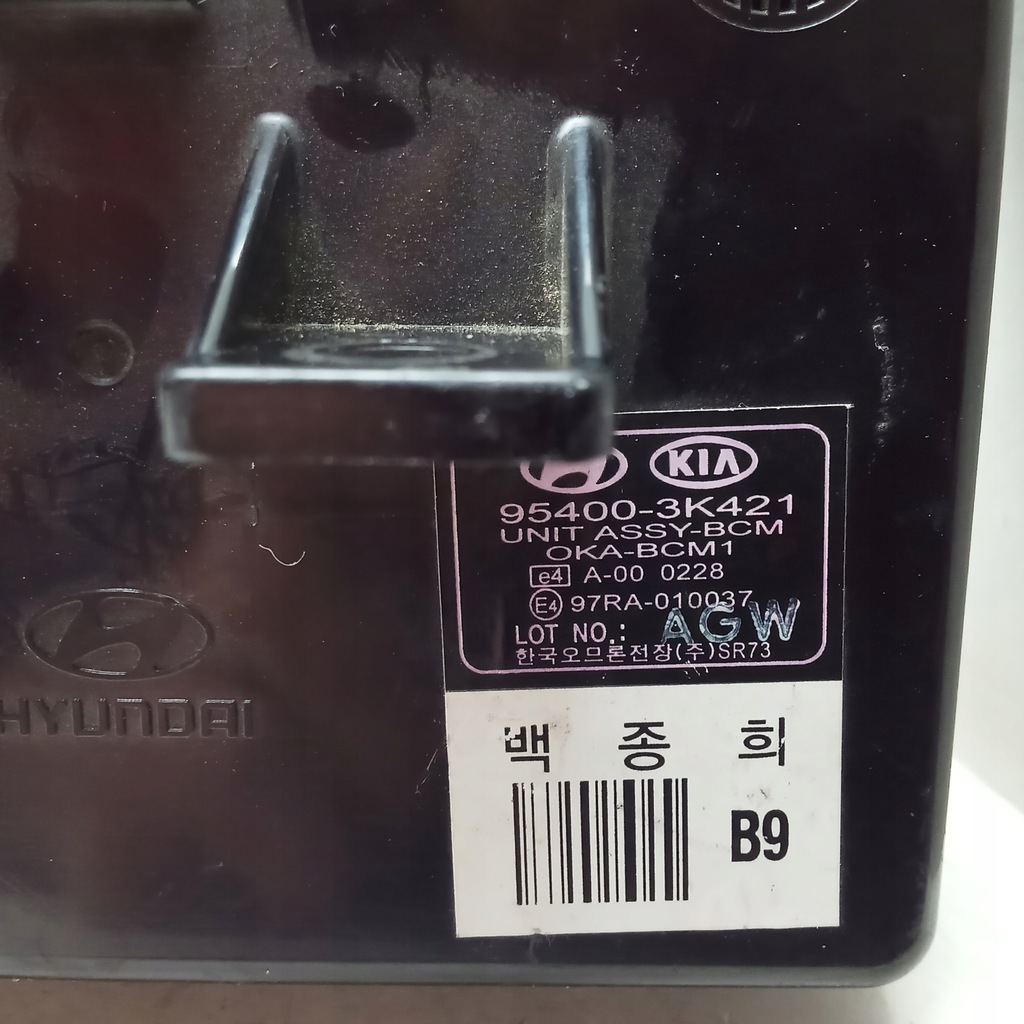 KIA
95400-3K421
UNIT ASSY-BCM
OKA-BCM1
e4 A-00 0228
E4 97RA-010037
LOT NO.: AGW
한국오므론전장(주)SR73
HYUNDAI
백 종 희
B9